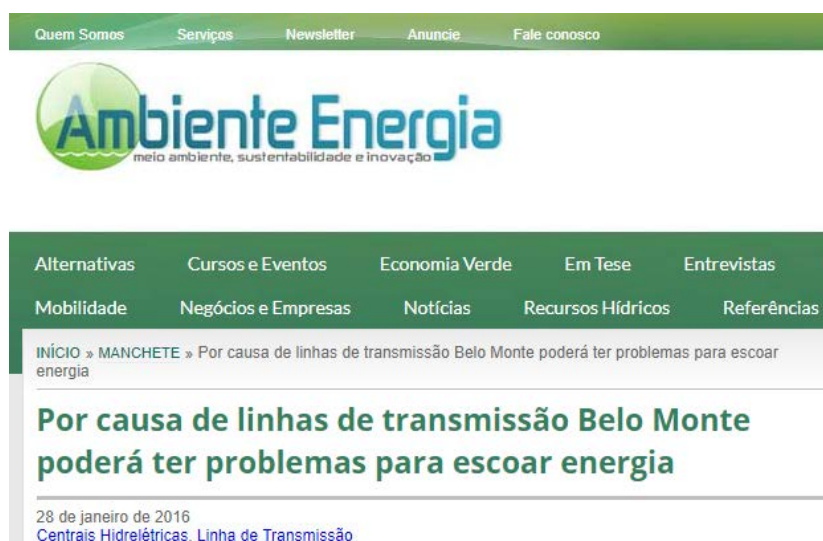 Quem Somos Serviços Newsletter Anuncie Fale conosco
Ambiente Energia
meio ambiente, sustentabilidade e inovação
Alternativas Cursos e Eventos Economia Verde Em Tese Entrevistas
Mobilidade Negócios e Empresas Notícias Recursos Hídricos Referências
INÍCIO » MANCHETE » Por causa de linhas de transmissão Belo Monte poderá ter problemas para escoar
energia
Por causa de linhas de transmissão Belo Monte
poderá ter problemas para escoar energia
28 de janeiro de 2016
Centrais Hidrelétricas, Linha de Transmissão